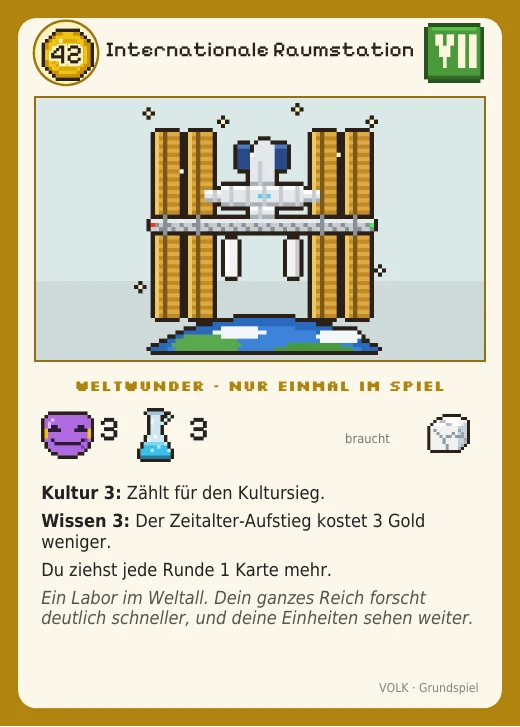 42 Internationale Raumstation VII
WELTWUNDER - NUR EINMAL IM SPIEL
3 3 braucht
Kultur 3: Zählt für den Kultursieg.
Wissen 3: Der Zeitalter-Aufstieg kostet 3 Gold
weniger.
Du ziehst jede Runde 1 Karte mehr.
Ein Labor im Weltall. Dein ganzes Reich forscht
deutlich schneller, und deine Einheiten sehen weiter.
VOLK · Grundspiel